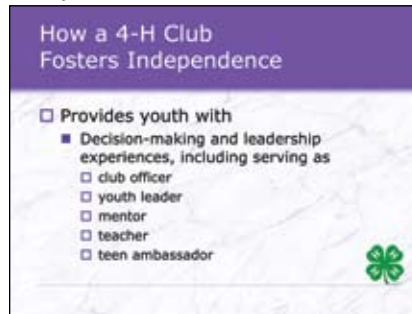 How a 4-H Club
Fosters Independence
Provides youth with
Decision-making and leadership
experiences, including serving as
club officer
youth leader
mentor
teacher
teen ambassador